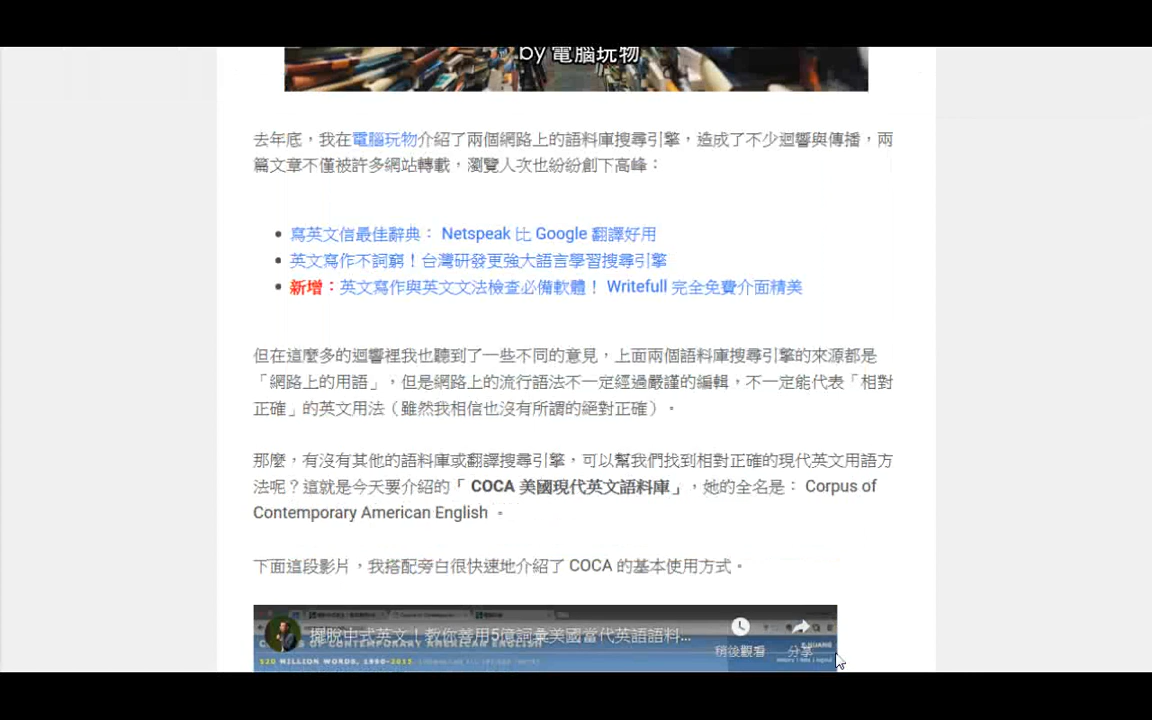 by 電腦玩物
去年底，我在電腦玩物介紹了兩個網路上的語料庫搜尋引擎，造成了不少迴響與傳播，兩
篇文章不僅被許多網站轉載，瀏覽人次也紛紛創下高峰：
寫英文信最佳辭典： Netspeak 比 Google 翻譯好用
英文寫作不詞窮！台灣研發更強大語言學習搜尋引擎
新增：英文寫作與英文文法檢查必備軟體！ Writefull 完全免費介面精美
但在這麼多的迴響裡我也聽到了一些不同的意見，上面兩個語料庫搜尋引擎的來源都是
「網路上的用語」，但是網路上的流行語法不一定經過嚴謹的編輯，不一定能代表「相對
正確」的英文用法（雖然我相信也沒有所謂的絕對正確）。
那麼，有沒有其他的語料庫或翻譯搜尋引擎，可以幫我們找到相對正確的現代英文用語方
法呢？這就是今天要介紹的「 COCA 美國現代英文語料庫」，她的全名是： Corpus of
Contemporary American English 。
下面這段影片，我搭配旁白很快速地介紹了 COCA 的基本使用方式。
擺脫中式英文！教你善用5億詞彙美國當代英語語料...
稍後觀看 分享
520 MILLION WORDS, 1990-2015